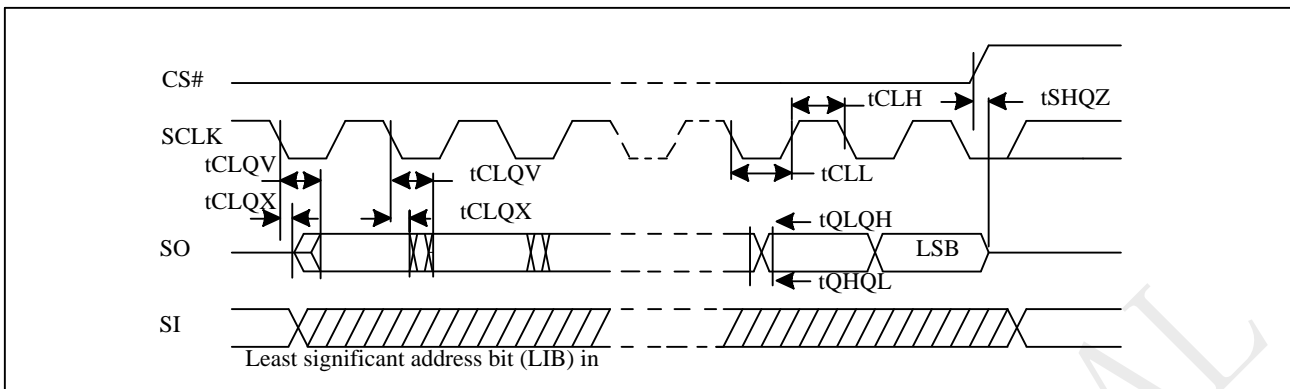 CS#
tCLH
tSHQZ
SCLK
tCLQV
tCLQV
tCLL
tCLQX
tCLQX
tQLQH
SO
LSB
tQHQL
SI
Least significant address bit (LIB) in